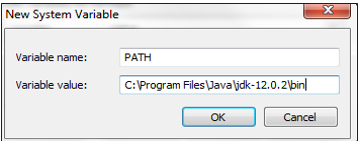 New System Variable
Variable name: PATH
Variable value: C:\Program Files\Java\jdk-12.0.2\bin
OK Cancel